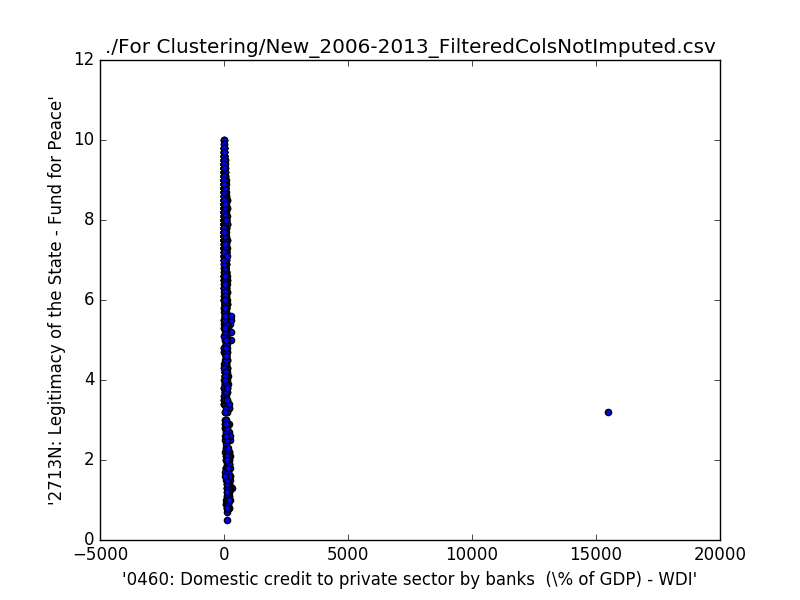 ./For Clustering/New_2006-2013_FilteredColsNotImputed.csv
12
10
8
6
4
2
0
'2713N: Legitimacy of the State - Fund for Peace'
−5000 0 5000 10000 15000 20000
'0460: Domestic credit to private sector by banks  (\% of GDP) - WDI'